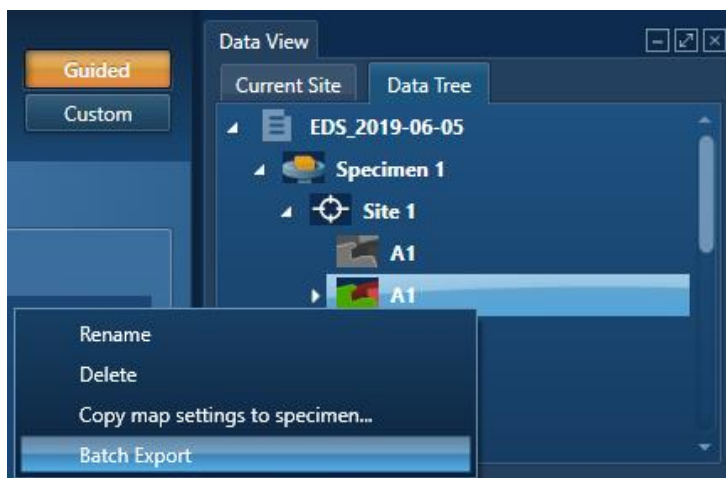 Data View
Guided
Current Site
Data Tree
Custom
EDS_2019-06-05
Specimen 1
Site 1
A1
A1
Rename
Delete
Copy map settings to specimen...
Batch Export